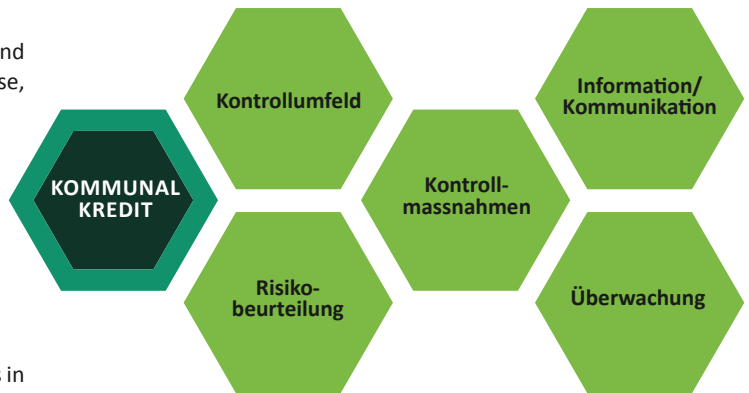 nd
se,
KOMMUNAL
KREDIT
Kontrollumfeld
Risiko-
beurteilung
Kontroll-
massnahmen
Information/
Kommunikation
Überwachung
s in